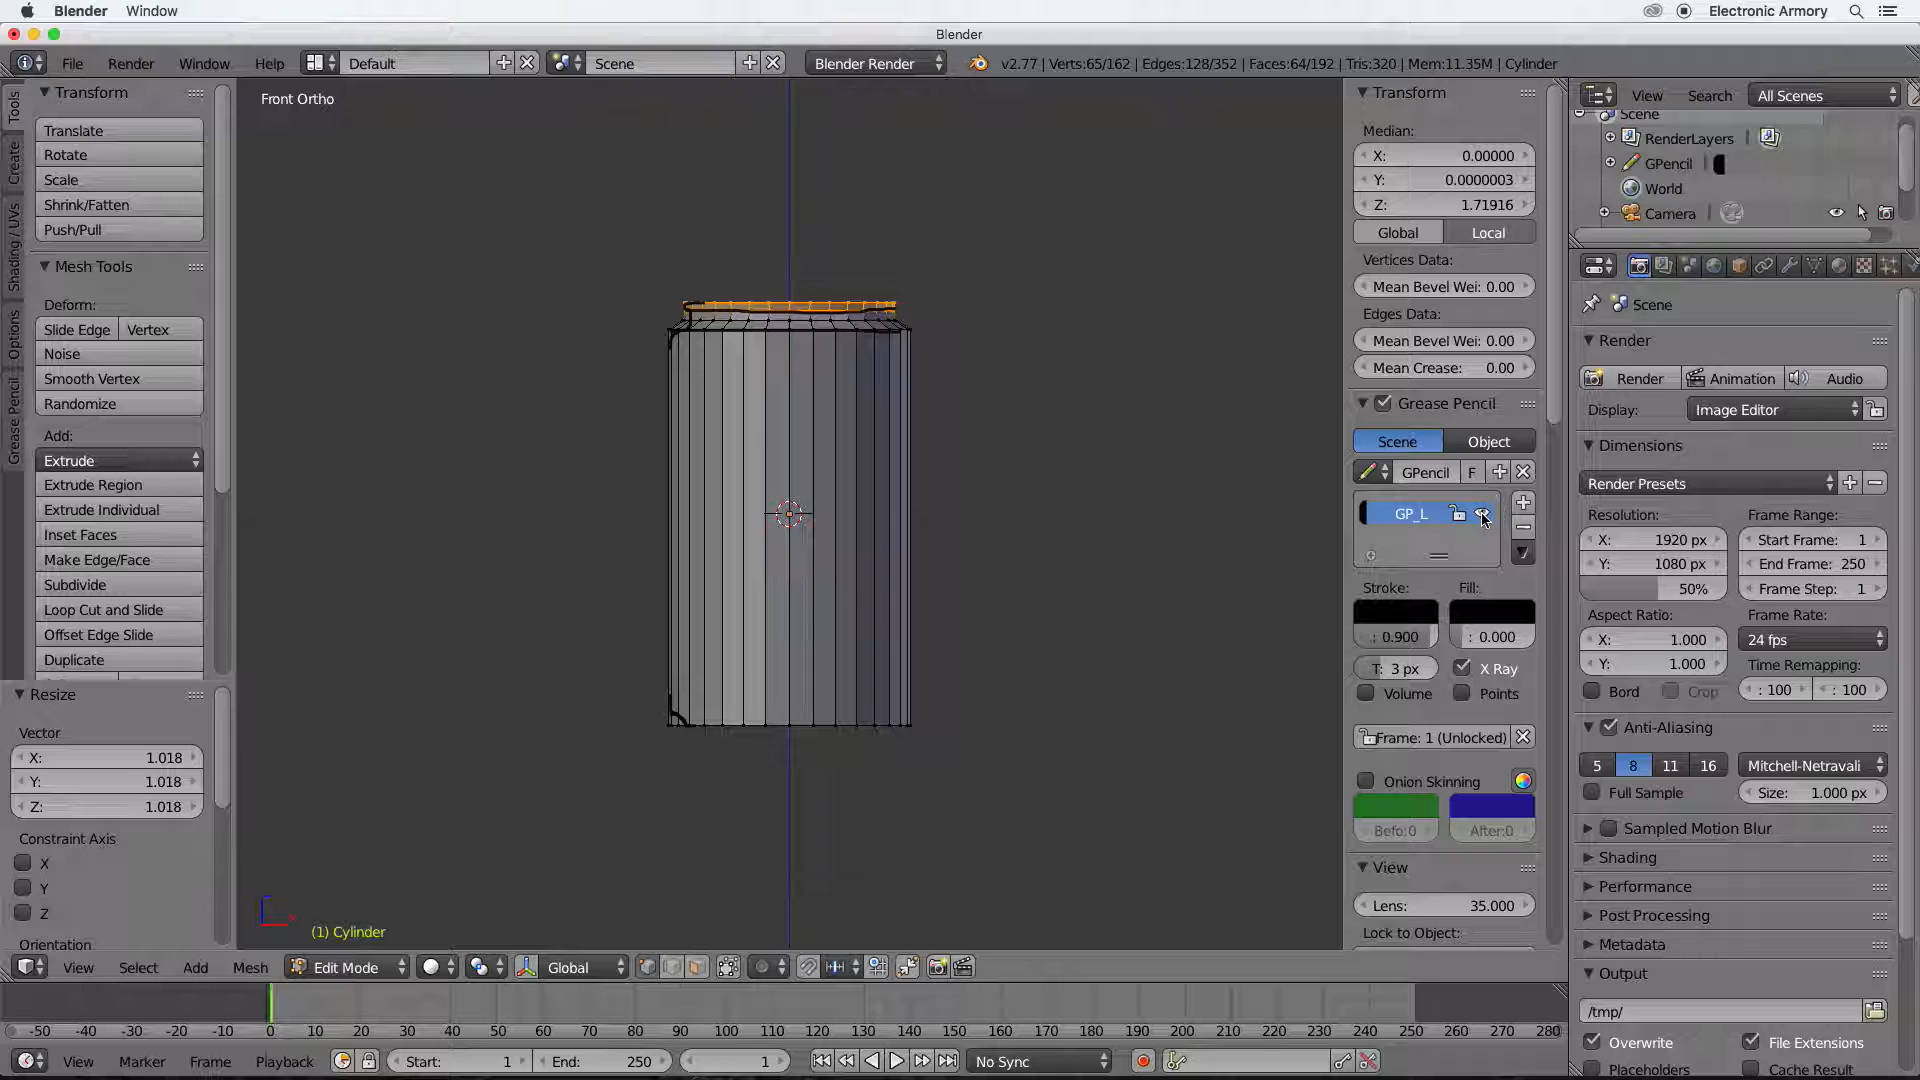 Blender Window Electronic Armory
Blender
File Render Window Help Default Scene Blender Render v2.77 | Verts:65/162 | Edges:128/352 | Faces:64/192 | Tris:320 | Mem:11.35M | Cylinder
Tools
Create
Shading / UVs
Options
Grease Pencil
Transform
Translate
Rotate
Scale
Shrink/Fatten
Push/Pull
Mesh Tools
Deform:
Slide Edge Vertex
Noise
Smooth Vertex
Randomize
Add:
Extrude
Extrude Region
Extrude Individual
Inset Faces
Make Edge/Face
Subdivide
Loop Cut and Slide
Offset Edge Slide
Duplicate
Resize
Vector
X: 1.018
Y: 1.018
Z: 1.018
Constraint Axis
X
Y
Z
Orientation
Front Ortho
(1) Cylinder
Transform
Median:
X: 0.00000
Y: 0.0000003
Z: 1.71916
Global Local
Vertices Data:
Mean Bevel Wei: 0.00
Edges Data:
Mean Bevel Wei: 0.00
Mean Crease: 0.00
Grease Pencil
Scene Object
GPencil F
GP_L
Stroke: Fill:
: 0.900 : 0.000
T: 3 px X Ray
Volume Points
Frame: 1 (Unlocked)
Onion Skinning
Befo:0 After:0
View
Lens: 35.000
Lock to Object:
View Search All Scenes
Scene
RenderLayers
GPencil
World
Camera
Scene
Render
Render Animation Audio
Display: Image Editor
Dimensions
Render Presets
Resolution: Frame Range:
X: 1920 px Start Frame: 1
Y: 1080 px End Frame: 250
50% Frame Step: 1
Aspect Ratio: Frame Rate:
X: 1.000 24 fps
Y: 1.000 Time Remapping:
Bord Crop : 100 : 100
Anti-Aliasing
5 8 11 16 Mitchell-Netravali
Full Sample Size: 1.000 px
Sampled Motion Blur
Shading
Performance
Post Processing
Metadata
Output
/tmp/
Overwrite File Extensions
Placeholders Cache Result
View Select Add Mesh Edit Mode Global
-50 -40 -30 -20 -10 0 10 20 30 40 50 60 70 80 90 100 110 120 130 140 150 160 170 180 190 200 210 220 230 240 250 260 270 280
View Marker Frame Playback Start: 1 End: 250 1 No Sync